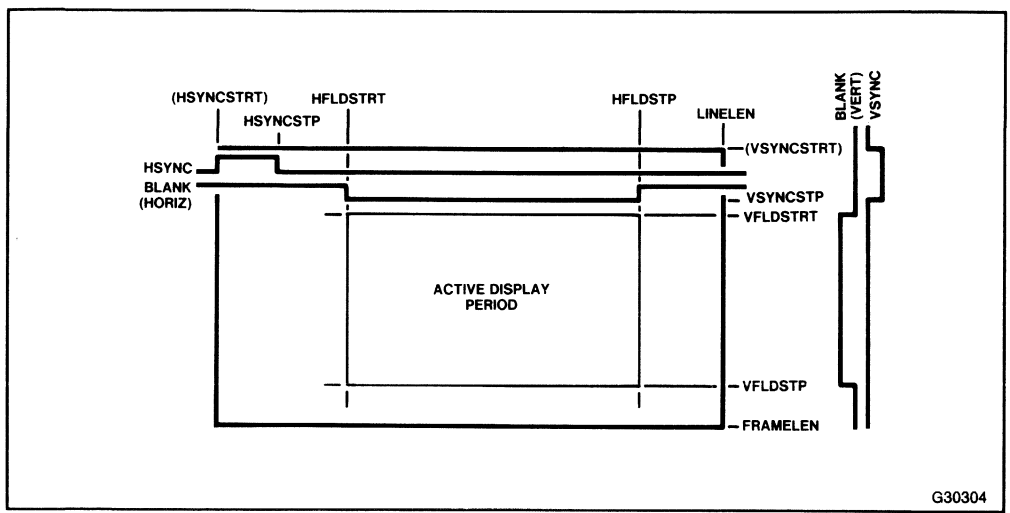 (HSYNCSTRT)
HFLDSTRT
HFLDSTP
HSYNCSTP
LINELEN
BLANK
(VERT)
VSYNC
(VSYNCSTRT)
HSYNC
BLANK
(HORIZ)
VSYNCSTP
VFLDSTRT
ACTIVE DISPLAY
PERIOD
VFLDSTP
FRAMELEN
G30304